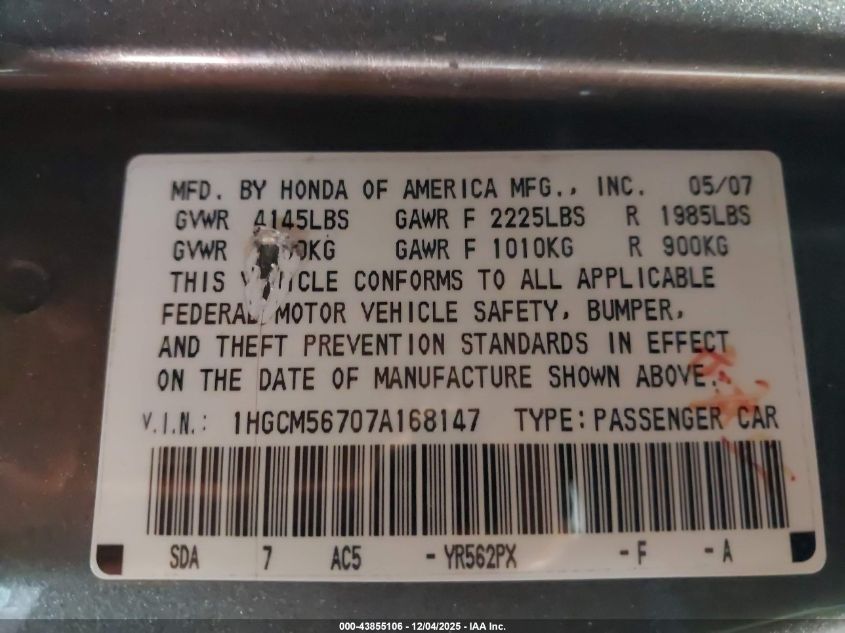 MFD. BY HONDA OF AMERICA MFG., INC. 05/07
GVWR 4145LBS GAWR F 2225LBS R 1985LBS
GVWR GAWR F 1010KG R 900KG
THIS CONFORMS TO ALL APPLICABLE
FEDERAL MOTOR VEHICLE SAFETY, BUMPER,
AND THEFT PREVENTION STANDARDS IN EFFECT
ON THE DATE OF MANUFACTURE SHOWN ABOVE.
V.I.N.: 1HGCM56707A168147 TYPE: PASSENGER CAR
SDA 7 AC5 - YR562PX - F - A
000-43855106 - 12/04/2025 - IAA Inc.